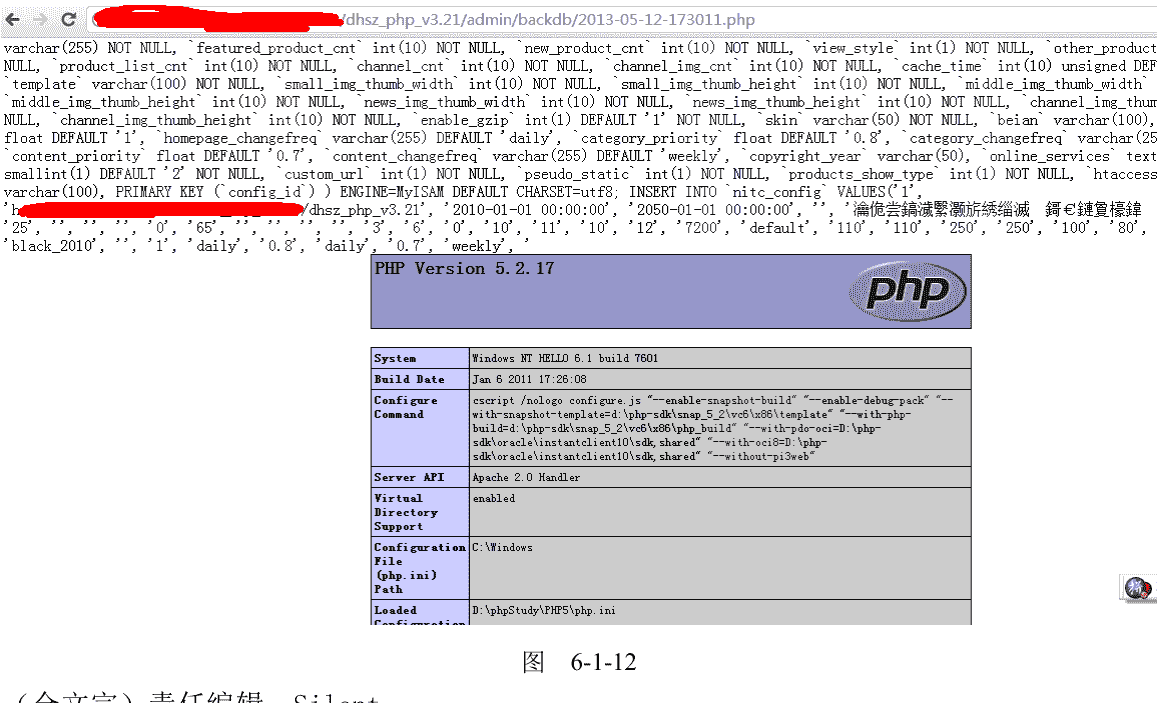 /dhsz_php_v3.21/admin/backdb/2013-05-12-173011.php
varchar(255) NOT NULL, `featured_product_cnt` int(10) NOT NULL, `new_product_cnt` int(10) NOT NULL, `view_style` int(1) NOT NULL, `other_product
NULL, `product_list_cnt` int(10) NOT NULL, `channel_cnt` int(10) NOT NULL, `channel_img_cnt` int(10) NOT NULL, `cache_time` int(10) unsigned DEF
`template` varchar(100) NOT NULL, `small_img_thumb_width` int(10) NOT NULL, `small_img_thumb_height` int(10) NOT NULL, `middle_img_thumb_width`
`middle_img_thumb_height` int(10) NOT NULL, `news_img_thumb_width` int(10) NOT NULL, `news_img_thumb_height` int(10) NOT NULL, `channel_img_thum
NULL, `channel_img_thumb_height` int(10) NOT NULL, `enable_gzip` int(1) DEFAULT '1' NOT NULL, `skin` varchar(50) NOT NULL, `beian` varchar(100),
float DEFAULT '1', `homepage_changefreq` varchar(255) DEFAULT 'daily', `category_priority` float DEFAULT '0.8', `category_changefreq` varchar(25
`content_priority` float DEFAULT '0.7', `content_changefreq` varchar(255) DEFAULT 'weekly', `copyright_year` varchar(50), `online_services` text
smallint(1) DEFAULT '2' NOT NULL, `custom_url` int(1) NOT NULL, `pseudo_static` int(1) NOT NULL, `products_show_type` int(1) NOT NULL, `htaccess
varchar(100), PRIMARY KEY (`config_id`) ) ENGINE=MyISAM DEFAULT CHARSET=utf8; INSERT INTO `nitc_config` VALUES('1',
'h /dhsz_php_v3.21', '2010-01-01 00:00:00', '2050-01-01 00:00:00', '', '
'25', '', '', '', '0', '65', '', '', '', '', '3', '6', '0', '10', '11', '10', '12', '7200', 'default', '110', '110', '250', '250', '100', '80',
'black_2010', '', '1', 'daily', '0.8', 'daily', '0.7', 'weekly', '
PHP Version 5.2.17
php
System Windows NT HELLO 6.1 build 7601
Build Date Jan 6 2011 17:26:08
Configure Command cscript /nologo configure.js "--enable-snapshot-build" "--enable-debug-pack" "--
with-snapshot-template=d:\php-sdk\snap_5_2\vc6\x86\template" "--with-php-
build=d:\php-sdk\snap_5_2\vc6\x86\php_build" "--with-pdo-oci=D:\php-
sdk\oracle\instantclient10\sdk,shared" "--with-oci8=D:\php-
sdk\oracle\instantclient10\sdk,shared" "--without-pi3web"
Server API Apache 2.0 Handler
Virtual Directory Support enabled
Configuration File (php.ini) Path C:\Windows
Loaded Configuration D:\phpStudy\PHP5\php.ini
图 6-1-12
（全文完）责任编辑 Silent